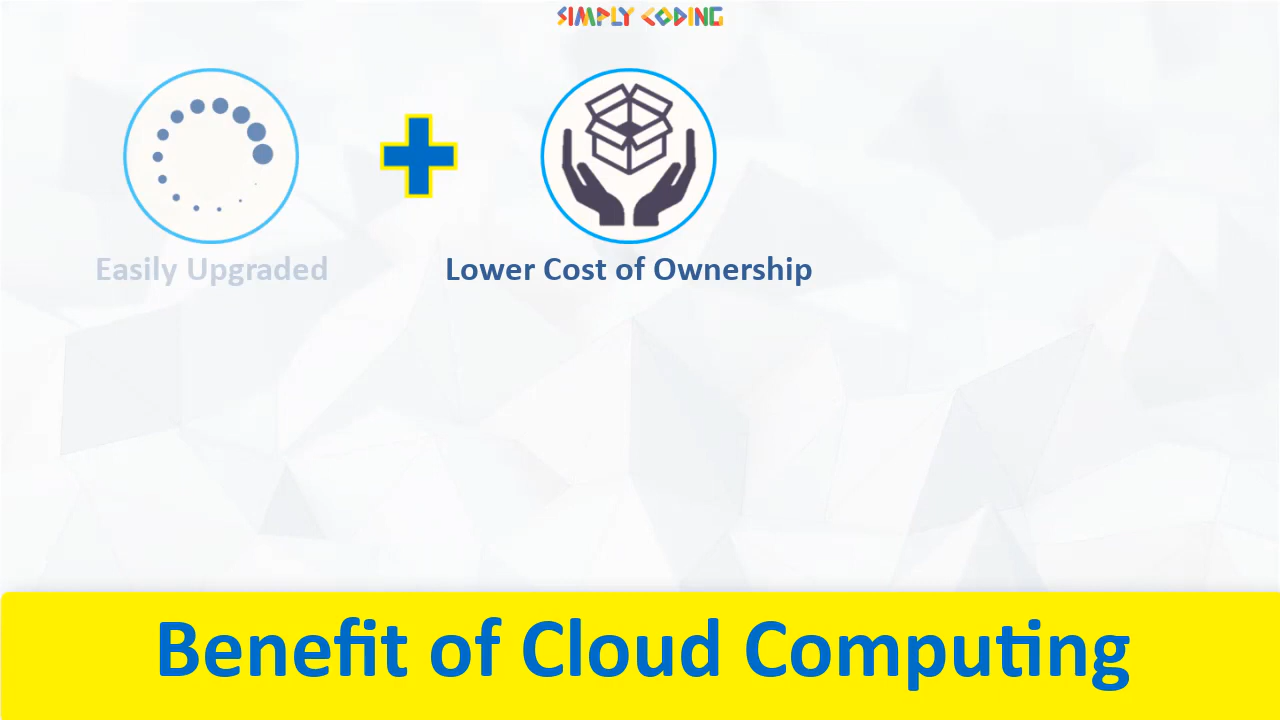 SIMPLY CODING
Easily Upgraded
Lower Cost of Ownership
Benefit of Cloud Computing